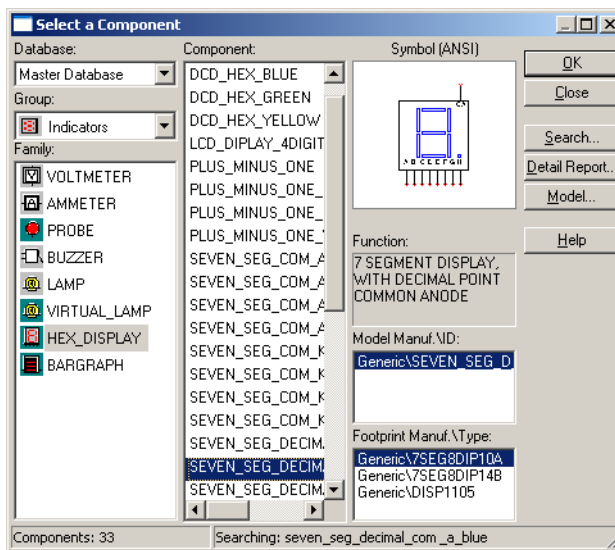 Select a Component
Database:
Master Database
Group:
Indicators
Family:
VOLTMETER
AMMETER
PROBE
BUZZER
LAMP
VIRTUAL_LAMP
HEX_DISPLAY
BARGRAPH
Component:
DCD_HEX_BLUE
DCD_HEX_GREEN
DCD_HEX_YELLOW
LCD_DIPLAY_4DIGIT
PLUS_MINUS_ONE
PLUS_MINUS_ONE_
PLUS_MINUS_ONE_
PLUS_MINUS_ONE_
SEVEN_SEG_COM_A
SEVEN_SEG_COM_A
SEVEN_SEG_COM_A
SEVEN_SEG_COM_A
SEVEN_SEG_COM_K
SEVEN_SEG_COM_K
SEVEN_SEG_COM_K
SEVEN_SEG_COM_K
SEVEN_SEG_DECIM
SEVEN_SEG_DECIM
SEVEN_SEG_DECIM
Symbol (ANSI)
CA
A B C D E F G H
Function:
7 SEGMENT DISPLAY,
WITH DECIMAL POINT
COMMON ANODE
Model Manuf.\ID:
Generic\SEVEN_SEG_D
Footprint Manuf.\Type:
Generic\7SEG8DIP10A
Generic\7SEG8DIP14B
Generic\DISP1105
OK
Close
Search...
Detail Report..
Model...
Help
Components: 33
Searching: seven_seg_decimal_com _a_blue